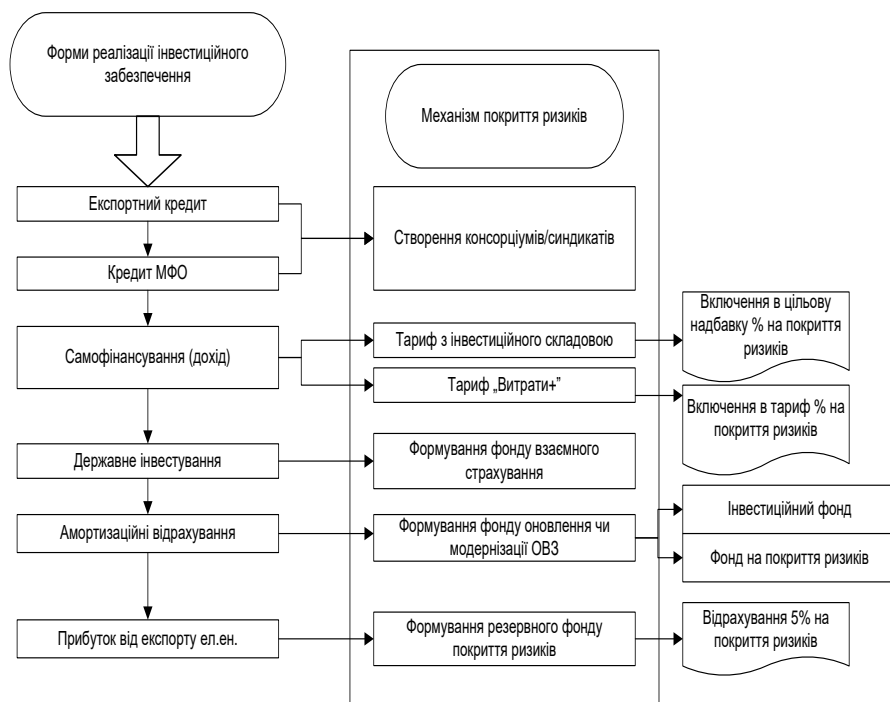 Форми реалізації інвестиційного
забезпечення
Механізм покриття ризиків
Експортний кредит
Створення консорціумів/синдикатів
Кредит МФО
Самофінансування (дохід)
Тариф з інвестиційного складовою
Включення в цільову
надбавку % на покриття
ризиків
Тариф „Витрати+”
Включення в тариф % на
покриття ризиків
Державне інвестування
Формування фонду взаємного
страхування
Амортизаційні відрахування
Формування фонду оновлення чи
модернізації ОВЗ
Інвестиційний фонд
Фонд на покриття ризиків
Прибуток від експорту ел.ен.
Формування резервного фонду
покриття ризиків
Відрахування 5% на
покриття ризиків